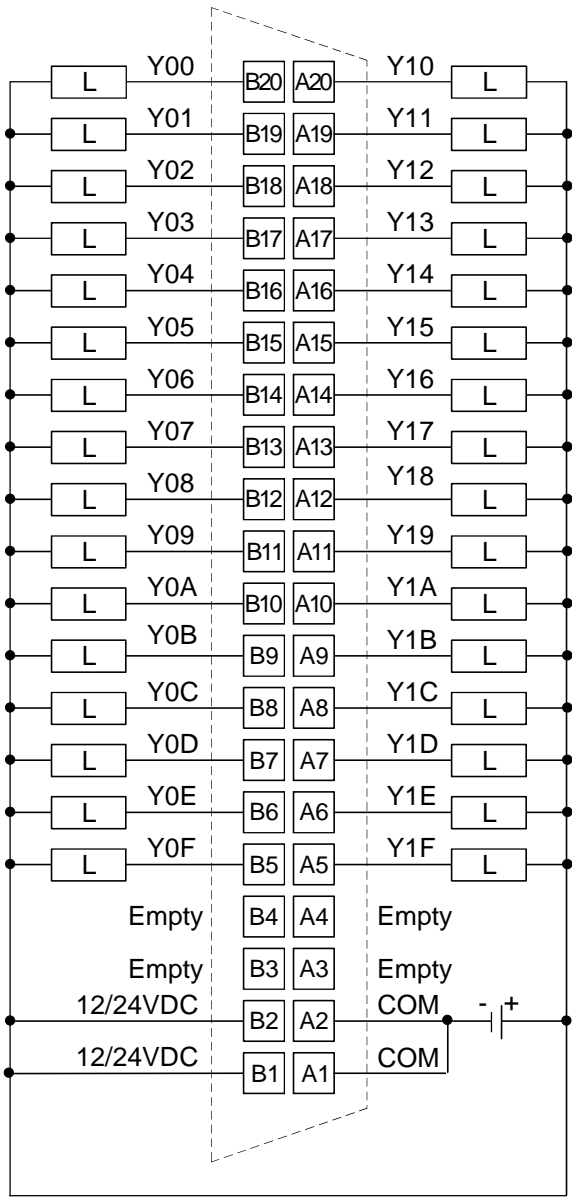 L Y00 B20 A20 Y10 L
L Y01 B19 A19 Y11 L
L Y02 B18 A18 Y12 L
L Y03 B17 A17 Y13 L
L Y04 B16 A16 Y14 L
L Y05 B15 A15 Y15 L
L Y06 B14 A14 Y16 L
L Y07 B13 A13 Y17 L
L Y08 B12 A12 Y18 L
L Y09 B11 A11 Y19 L
L Y0A B10 A10 Y1A L
L Y0B B9 A9 Y1B L
L Y0C B8 A8 Y1C L
L Y0D B7 A7 Y1D L
L Y0E B6 A6 Y1E L
L Y0F B5 A5 Y1F L
Empty B4 A4 Empty
Empty B3 A3 Empty
12/24VDC B2 A2 COM - +
12/24VDC B1 A1 COM